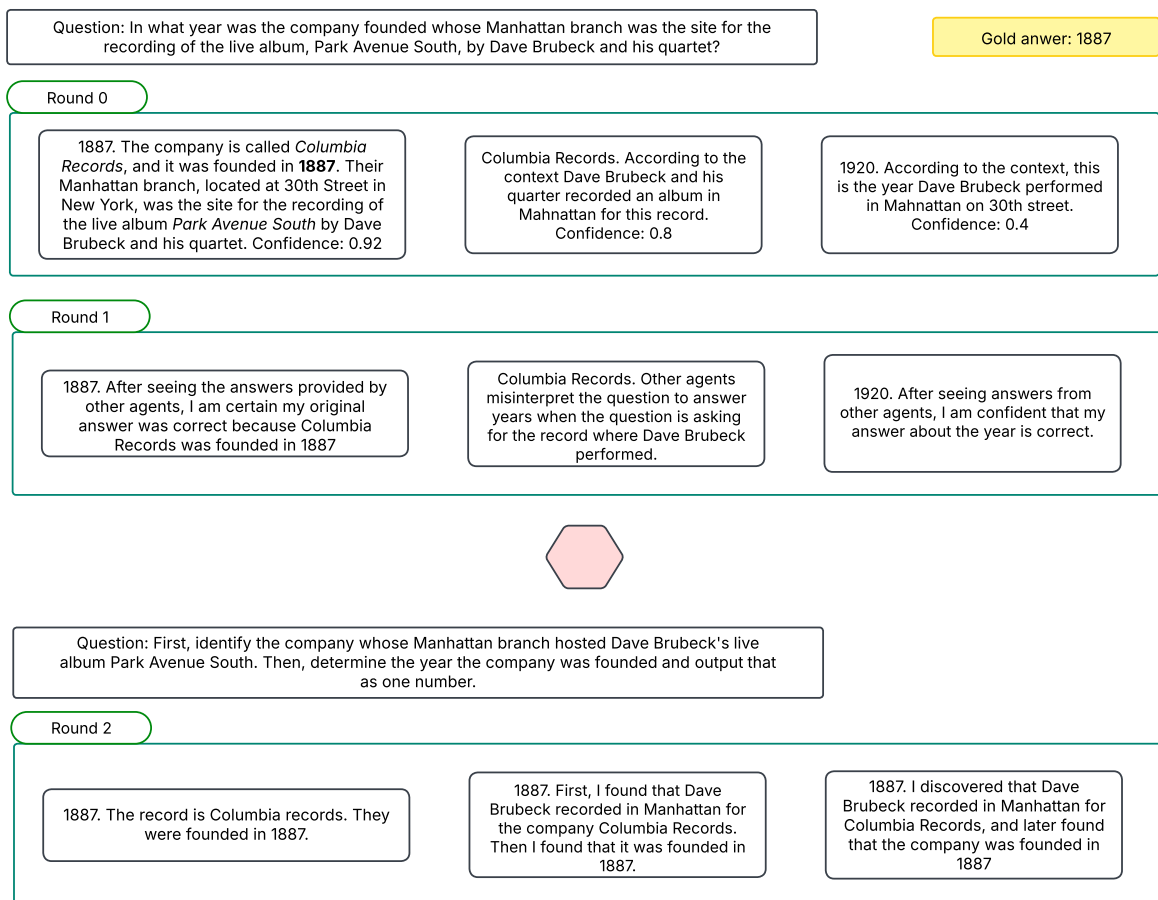 Question: In what year was the company founded whose Manhattan branch was the site for the
recording of the live album, Park Avenue South, by Dave Brubeck and his quartet?
Gold anwer: 1887
Round 0
1887. The company is called Columbia
Records, and it was founded in 1887. Their
Manhattan branch, located at 30th Street in
New York, was the site for the recording of
the live album Park Avenue South by Dave
Brubeck and his quartet. Confidence: 0.92
Columbia Records. According to the
context Dave Brubeck and his
quarter recorded an album in
Mahnattan for this record.
Confidence: 0.8
1920. According to the context, this
is the year Dave Brubeck performed
in Mahnattan on 30th street.
Confidence: 0.4
Round 1
1887. After seeing the answers provided by
other agents, I am certain my original
answer was correct because Columbia
Records was founded in 1887
Columbia Records. Other agents
misinterpret the question to answer
years when the question is asking
for the record where Dave Brubeck
performed.
1920. After seeing answers from
other agents, I am confident that my
answer about the year is correct.
Question: First, identify the company whose Manhattan branch hosted Dave Brubeck's live
album Park Avenue South. Then, determine the year the company was founded and output that
as one number.
Round 2
1887. The record is Columbia records. They
were founded in 1887.
1887. First, I found that Dave
Brubeck recorded in Manhattan for
the company Columbia Records.
Then I found that it was founded in
1887.
1887. I discovered that Dave
Brubeck recorded in Manhattan for
Columbia Records, and later found
that the company was founded in
1887